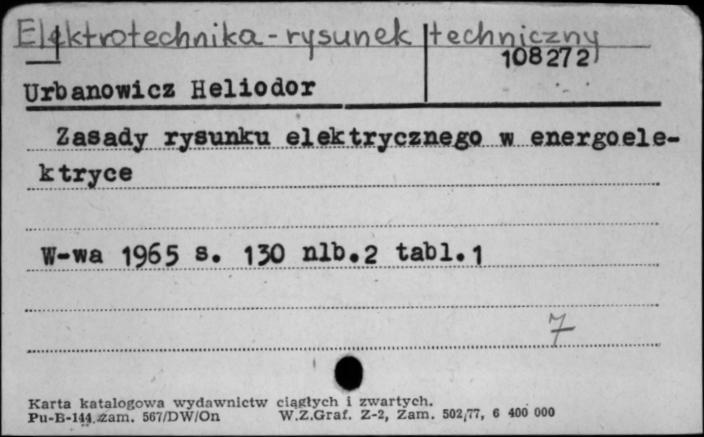 Elektrotechnika - rysunek techniczny
108272
Urbanowicz Heliodor
Zasady rysunku elektrycznego w energoele-
ktryce
W-wa 1965 s. 130 nlb.2 tabl.1
7
Karta katalogowa wydawnictw ciągłych i zwartych.
Pu-B-144. Zam. 567/DW/On W.Z.Graf. Z-2, Zam. 502/77, 6 400 000